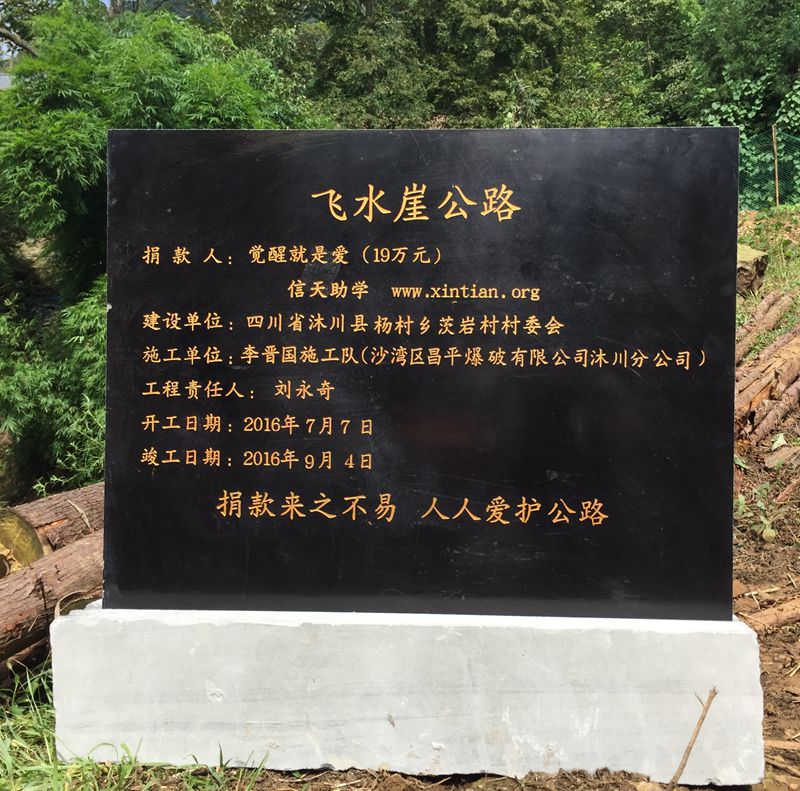 飞水崖公路
捐款人：觉醒就是爱（19万元）
信天助学 www.xintian.org
建设单位：四川省沐川县杨村乡茨岩村村委会
施工单位：李晋国施工队(沙湾区昌平爆破有限公司沐川分公司)
工程责任人：刘永奇
开工日期：2016年7月7日
竣工日期：2016年9月4日
捐款来之不易 人人爱护公路